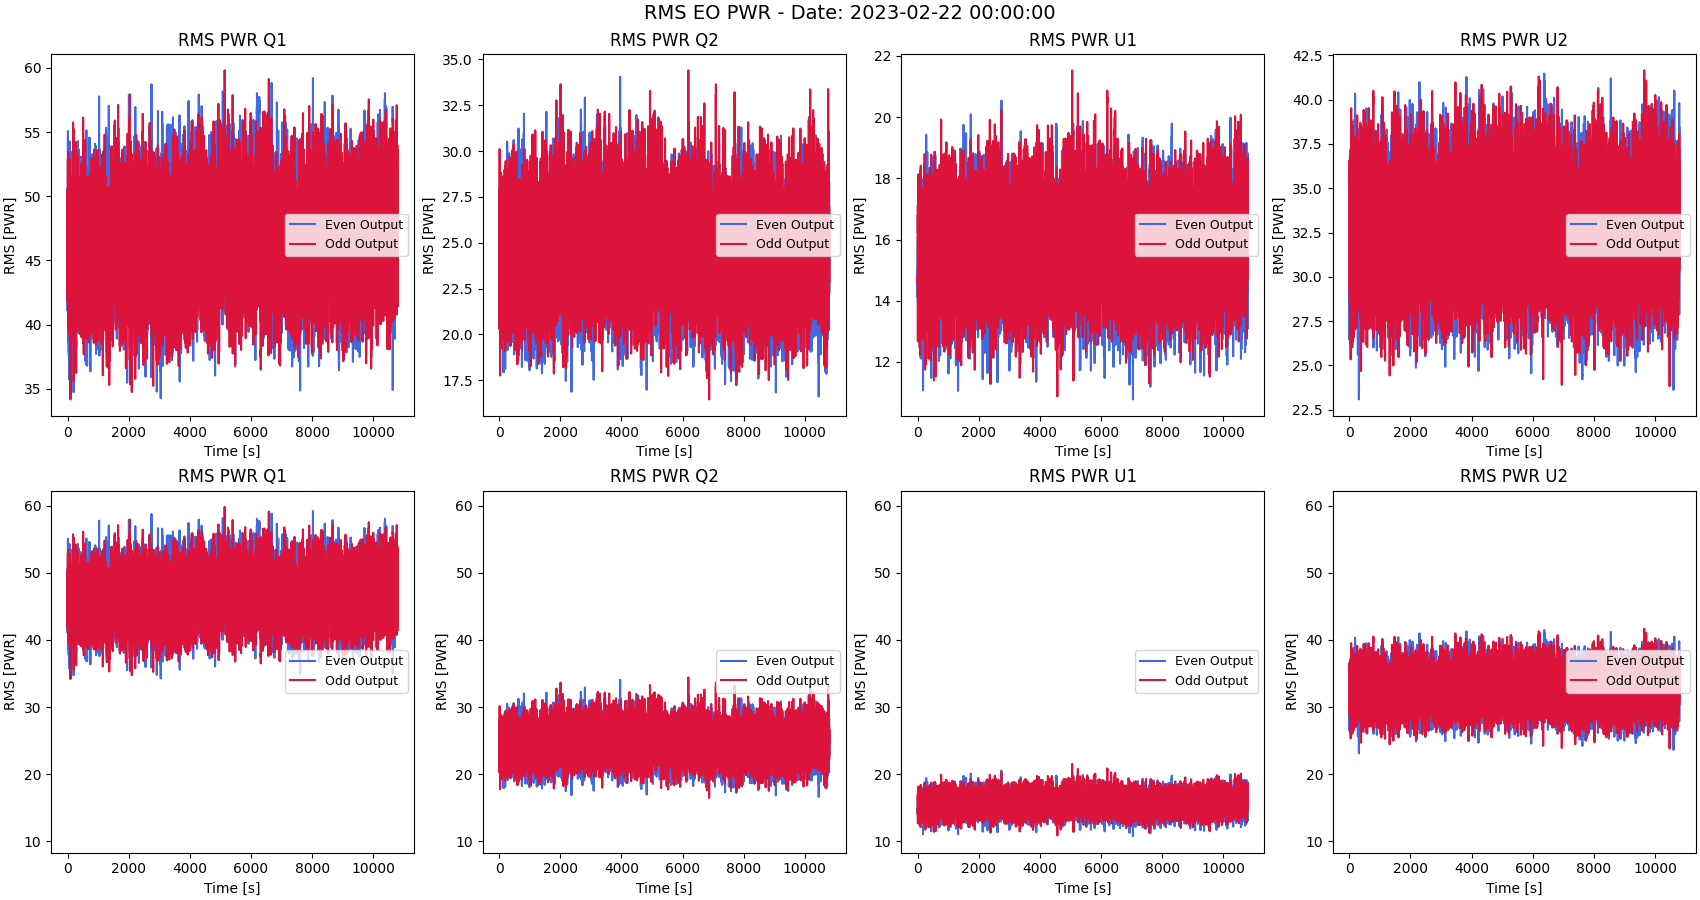 RMS EO PWR - Date: 2023-02-22 00:00:00
RMS PWR Q1
RMS [PWR]
60
55
50
45
40
35
Even Output
Odd Output
0 2000 4000 6000 8000 10000
Time [s]
RMS PWR Q2
RMS [PWR]
35.0
32.5
30.0
27.5
25.0
22.5
20.0
17.5
Even Output
Odd Output
0 2000 4000 6000 8000 10000
Time [s]
RMS PWR U1
RMS [PWR]
22
20
18
16
14
12
Even Output
Odd Output
0 2000 4000 6000 8000 10000
Time [s]
RMS PWR U2
RMS [PWR]
42.5
40.0
37.5
35.0
32.5
30.0
27.5
25.0
22.5
Even Output
Odd Output
0 2000 4000 6000 8000 10000
Time [s]
RMS PWR Q1
RMS [PWR]
60
50
40
30
20
10
Even Output
Odd Output
0 2000 4000 6000 8000 10000
Time [s]
RMS PWR Q2
RMS [PWR]
60
50
40
30
20
10
Even Output
Odd Output
0 2000 4000 6000 8000 10000
Time [s]
RMS PWR U1
RMS [PWR]
60
50
40
30
20
10
Even Output
Odd Output
0 2000 4000 6000 8000 10000
Time [s]
RMS PWR U2
RMS [PWR]
60
50
40
30
20
10
Even Output
Odd Output
0 2000 4000 6000 8000 10000
Time [s]